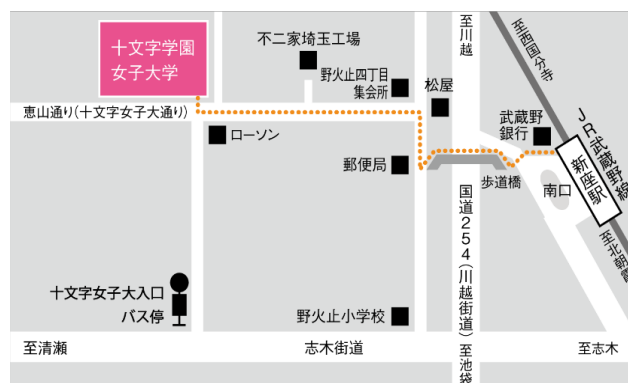 十文字学園
女子大学
不二家埼玉工場
野火止四丁目
集会所
至川越
松屋
至西国分寺
武蔵野
銀行
JR武蔵野線
新座駅
恵山通り(十文字女子大通り)
ローソン
郵便局
歩道橋
南口
国道254(川越街道)
至北朝霞
十文字女子大入口
バス停
野火止小学校
至清瀬
志木街道
至池袋
至志木